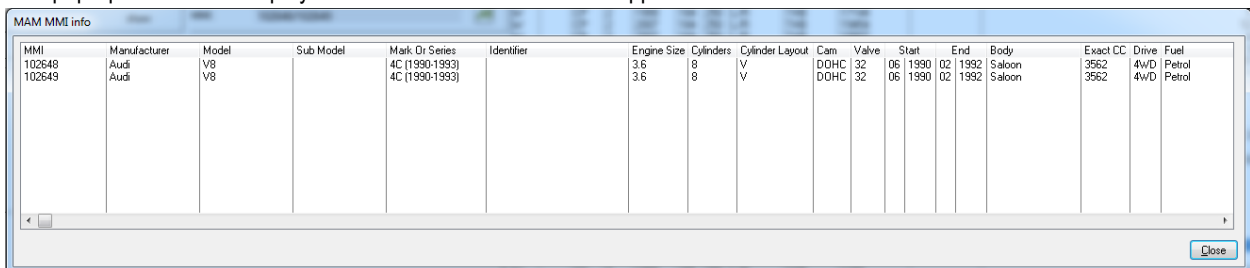 MAM MMI info
MMI Manufacturer Model Sub Model Mark Or Series Identifier Engine Size Cylinders Cylinder Layout Cam Valve Start End Body Exact CC Drive Fuel
102648 Audi V8 4C (1990-1993) 3.6 8 V DOHC 32 06 1990 02 1992 Saloon 3562 4WD Petrol
102649 Audi V8 4C (1990-1993) 3.6 8 V DOHC 32 06 1990 02 1992 Saloon 3562 4WD Petrol
Close